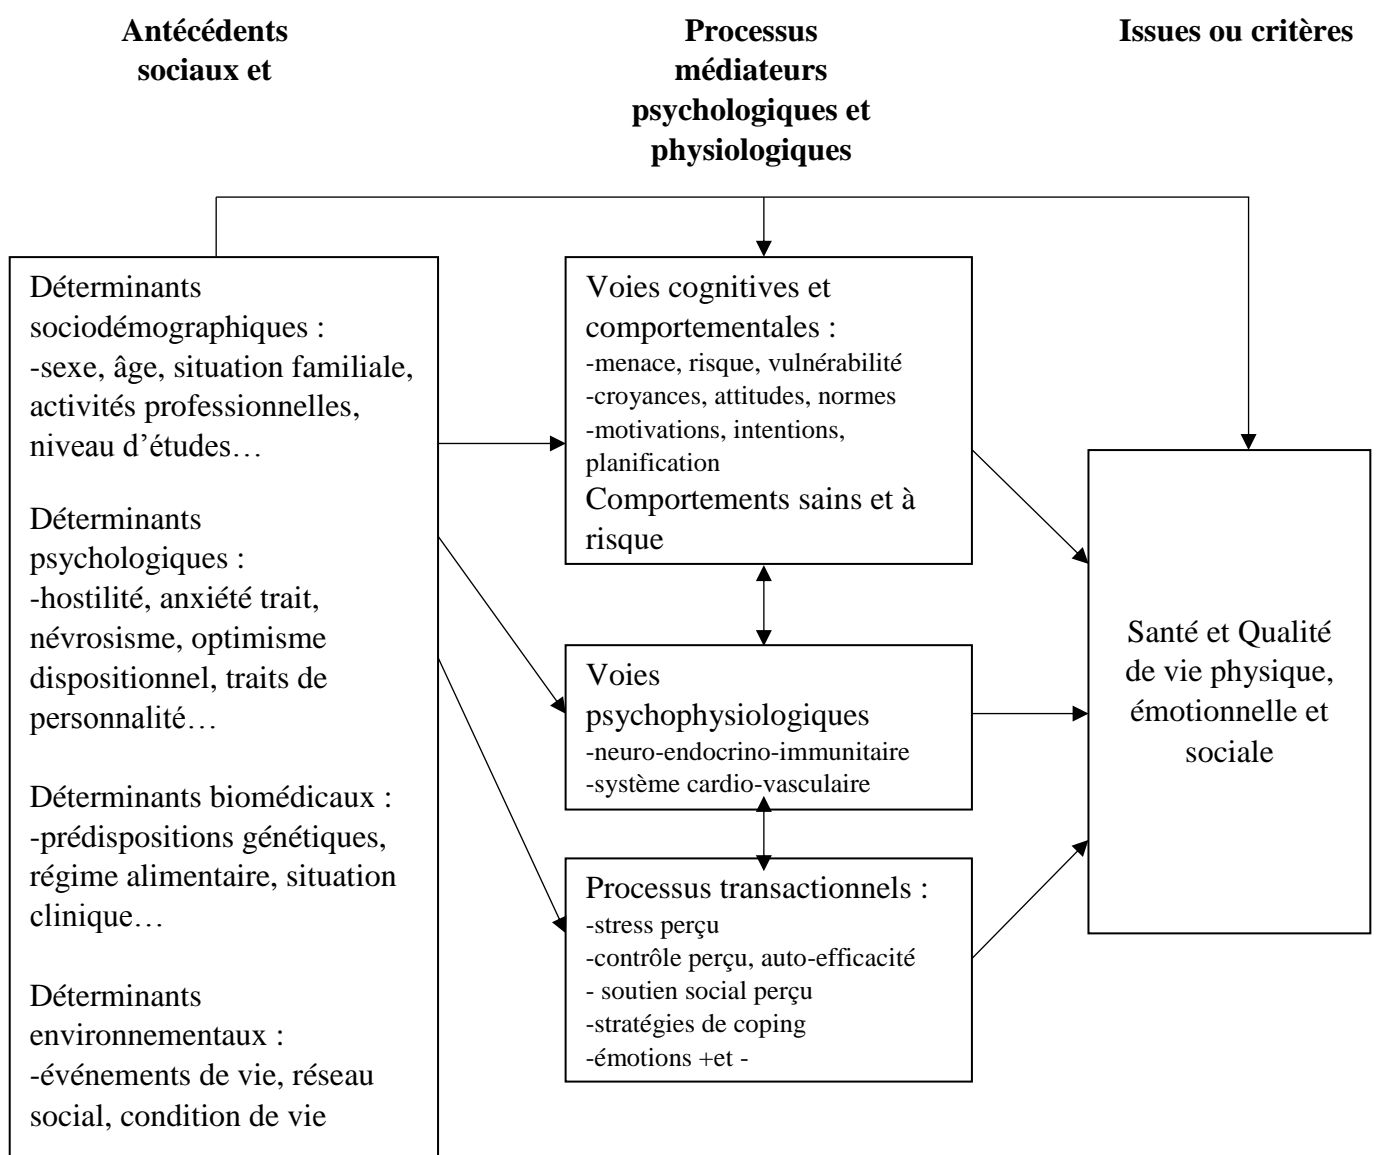 Antécédents
sociaux et
Processus
médiateurs
psychologiques et
physiologiques
Issues ou critères
Déterminants
sociodémographiques :
-sexe, âge, situation familiale,
activités professionnelles,
niveau d’études…
Déterminants
psychologiques :
-hostilité, anxiété trait,
névrosisme, optimisme
dispositionnel, traits de
personnalité…
Déterminants biomédicaux :
-prédispositions génétiques,
régime alimentaire, situation
clinique…
Déterminants
environnementaux :
-événements de vie, réseau
social, condition de vie
Voies cognitives et
comportementales :
-menace, risque, vulnérabilité
-croyances, attitudes, normes
-motivations, intentions,
planification
Comportements sains et à
risque
Voies
psychophysiologiques
-neuro-endocrino-immunitaire
-système cardio-vasculaire
Processus transactionnels :
-stress perçu
-contrôle perçu, auto-efficacité
- soutien social perçu
-stratégies de coping
-émotions +et -
Santé et Qualité
de vie physique,
émotionnelle et
sociale